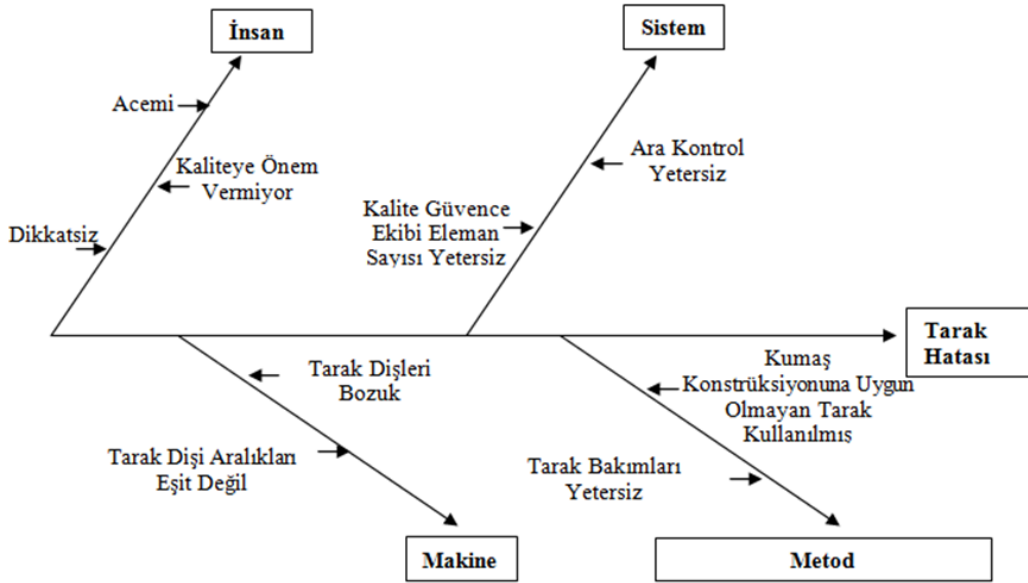 İnsan
Sistem
Acemi
Kaliteye Önem
Vermiyor
Dikkatsiz
Ara Kontrol
Yetersiz
Kalite Güvence
Ekibi Eleman
Sayısı Yetersiz
Tarak
Hatası
Tarak Dişleri
Bozuk
Tarak Dişi Aralıkları
Eşit Değil
Kumaş
Konstrüksiyonuna Uygun
Olmayan Tarak
Kullanılmış
Tarak Bakımları
Yetersiz
Makine
Metod